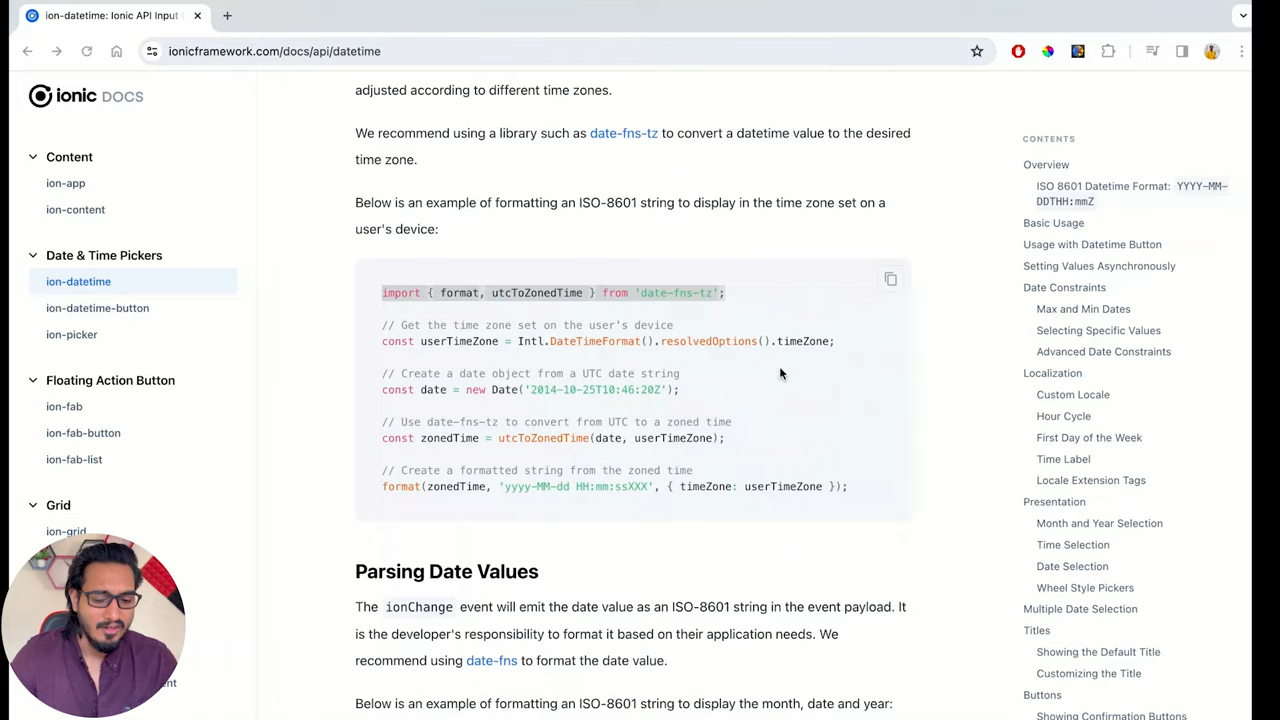 ion-datetime: Ionic API Input
ionicframework.com/docs/api/datetime
ionic DOCS
Content
ion-app
ion-content
Date & Time Pickers
ion-datetime
ion-datetime-button
ion-picker
Floating Action Button
ion-fab
ion-fab-button
ion-fab-list
Grid
ion-grid
adjusted according to different time zones.
We recommend using a library such as date-fns-tz to convert a datetime value to the desired
time zone.
Below is an example of formatting an ISO-8601 string to display in the time zone set on a
user's device:
import { format, utcToZonedTime } from 'date-fns-tz';
// Get the time zone set on the user's device
const userTimeZone = Intl.DateTimeFormat().resolvedOptions().timeZone;
// Create a date object from a UTC date string
const date = new Date('2014-10-25T10:46:20Z');
// Use date-fns-tz to convert from UTC to a zoned time
const zonedTime = utcToZonedTime(date, userTimeZone);
// Create a formatted string from the zoned time
format(zonedTime, 'yyyy-MM-dd HH:mm:ssXXX', { timeZone: userTimeZone });
Parsing Date Values
The ionChange event will emit the date value as an ISO-8601 string in the event payload. It
is the developer's responsibility to format it based on their application needs. We
recommend using date-fns to format the date value.
Below is an example of formatting an ISO-8601 string to display the month, date and year:
CONTENTS
Overview
ISO 8601 Datetime Format: YYYY-MM-
DDTHH:mmZ
Basic Usage
Usage with Datetime Button
Setting Values Asynchronously
Date Constraints
Max and Min Dates
Selecting Specific Values
Advanced Date Constraints
Localization
Custom Locale
Hour Cycle
First Day of the Week
Time Label
Locale Extension Tags
Presentation
Month and Year Selection
Time Selection
Date Selection
Wheel Style Pickers
Multiple Date Selection
Titles
Showing the Default Title
Customizing the Title
Buttons
Showing Confirmation Buttons